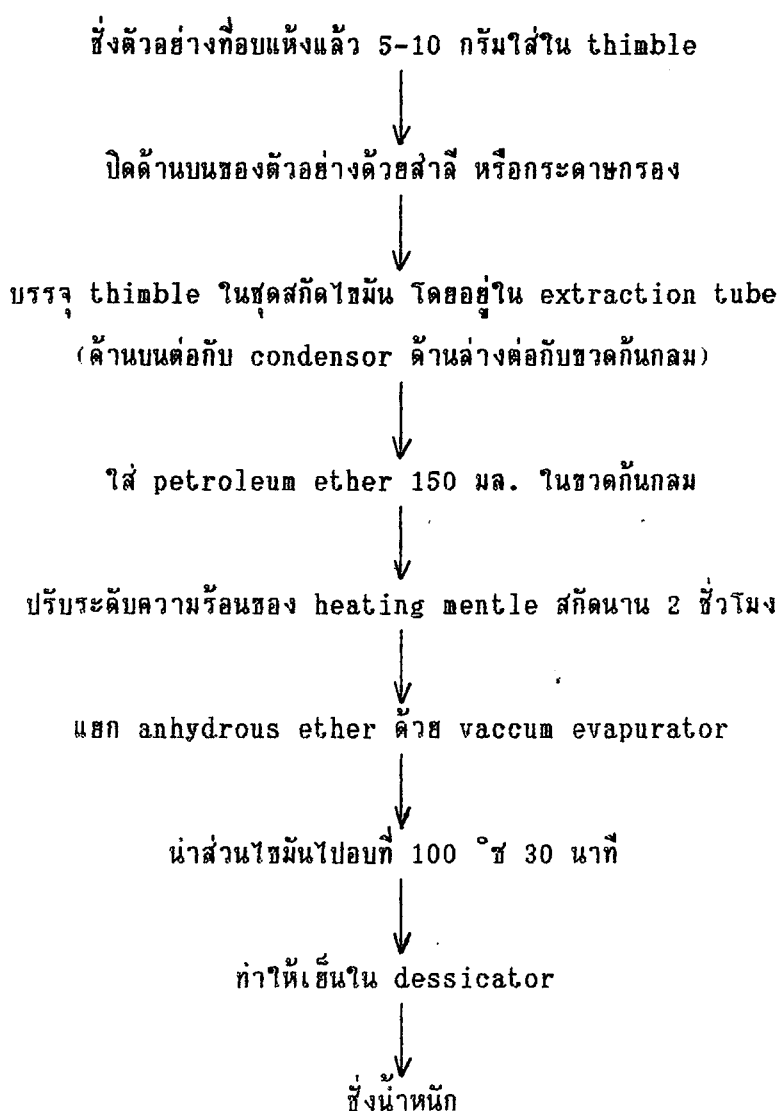 ชั่งตัวอย่างที่อบแห้งแล้ว 5-10 กรัมใส่ใน thimble
ปิดด้านบนของตัวอย่างด้วยสำลี หรือกระดาษกรอง
บรรจุ thimble ในชุดสกัดไขมัน โดยอยู่ใน extraction tube
(ด้านบนต่อกับ condensor ด้านล่างต่อกับขวดก้นกลม)
ใส่ petroleum ether 150 มล. ในขวดก้นกลม
ปรับระดับความร้อนของ heating mentle สกัดนาน 2 ชั่วโมง
แยก anhydrous ether ด้วย vaccum evapurator
นำส่วนไขมันไปอบที่ 100 °ซ 30 นาที
ทำให้เย็นใน dessicator
ชั่งน้ำหนัก